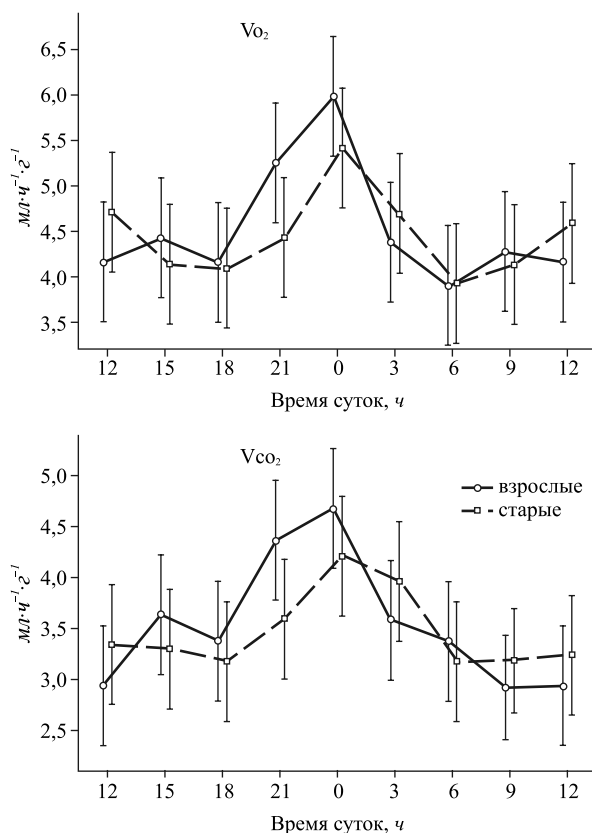 Vo₂
мл·ч⁻¹·г⁻¹
6,5
6,0
5,5
5,0
4,5
4,0
3,5
12 15 18 21 0 3 6 9 12
Время суток, ч
Vco₂
мл·ч⁻¹·г⁻¹
5,0
4,5
4,0
3,5
3,0
2,5
взрослые
старые
12 15 18 21 0 3 6 9 12
Время суток, ч